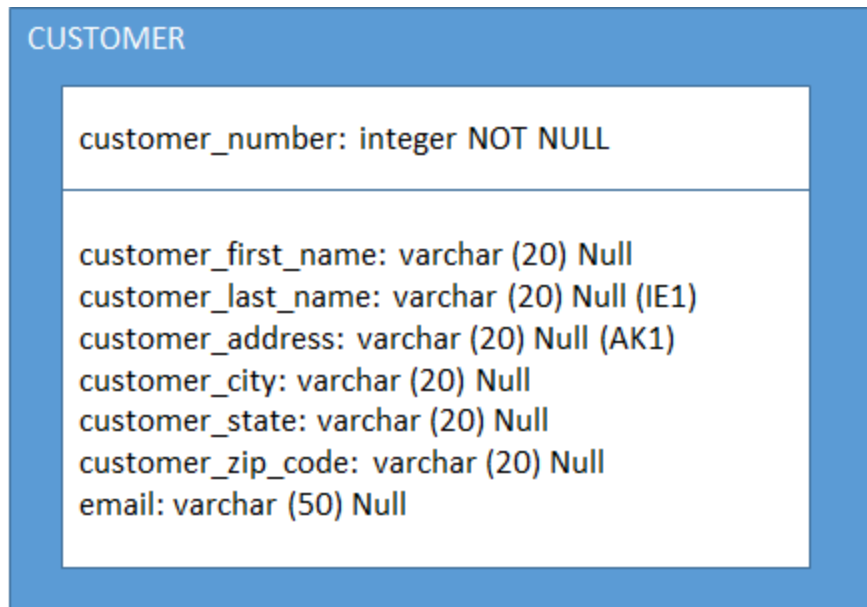 CUSTOMER
customer_number: integer NOT NULL
customer_first_name: varchar (20) Null
customer_last_name: varchar (20) Null (IE1)
customer_address: varchar (20) Null (AK1)
customer_city: varchar (20) Null
customer_state: varchar (20) Null
customer_zip_code: varchar (20) Null
email: varchar (50) Null